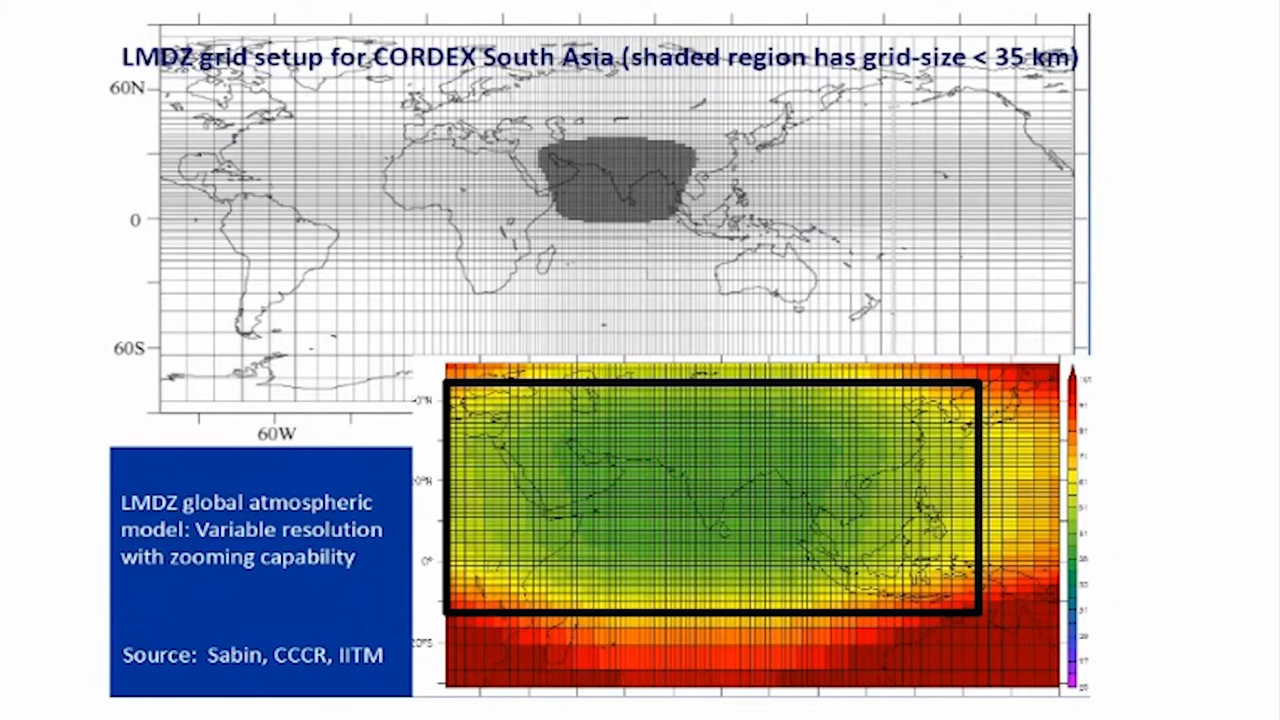 LMDZ grid setup for CORDEX South Asia (shaded region has grid-size < 35 km)
60N
0
60S
60W
LMDZ global atmospheric
model: Variable resolution
with zooming capability
Source: Sabin, CCCR, IITM
0°